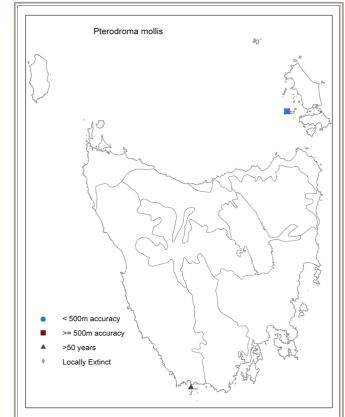 Pterodroma mollis
< 500m accuracy
>= 500m accuracy
>50 years
Locally Extinct